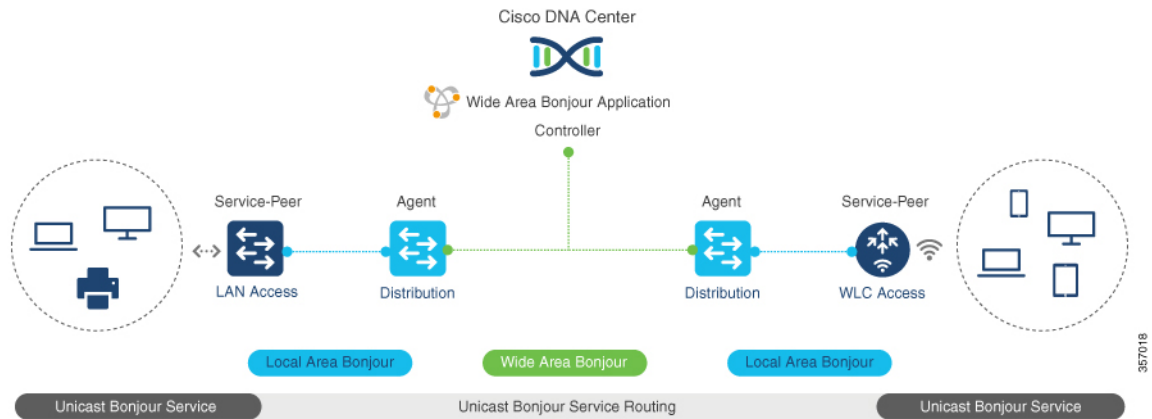 Cisco DNA Center
Wide Area Bonjour Application
Controller
Service-Peer
Agent
Agent
Service-Peer
LAN Access
Distribution
Distribution
WLC Access
Local Area Bonjour
Wide Area Bonjour
Local Area Bonjour
Unicast Bonjour Service
Unicast Bonjour Service Routing
Unicast Bonjour Service
357018